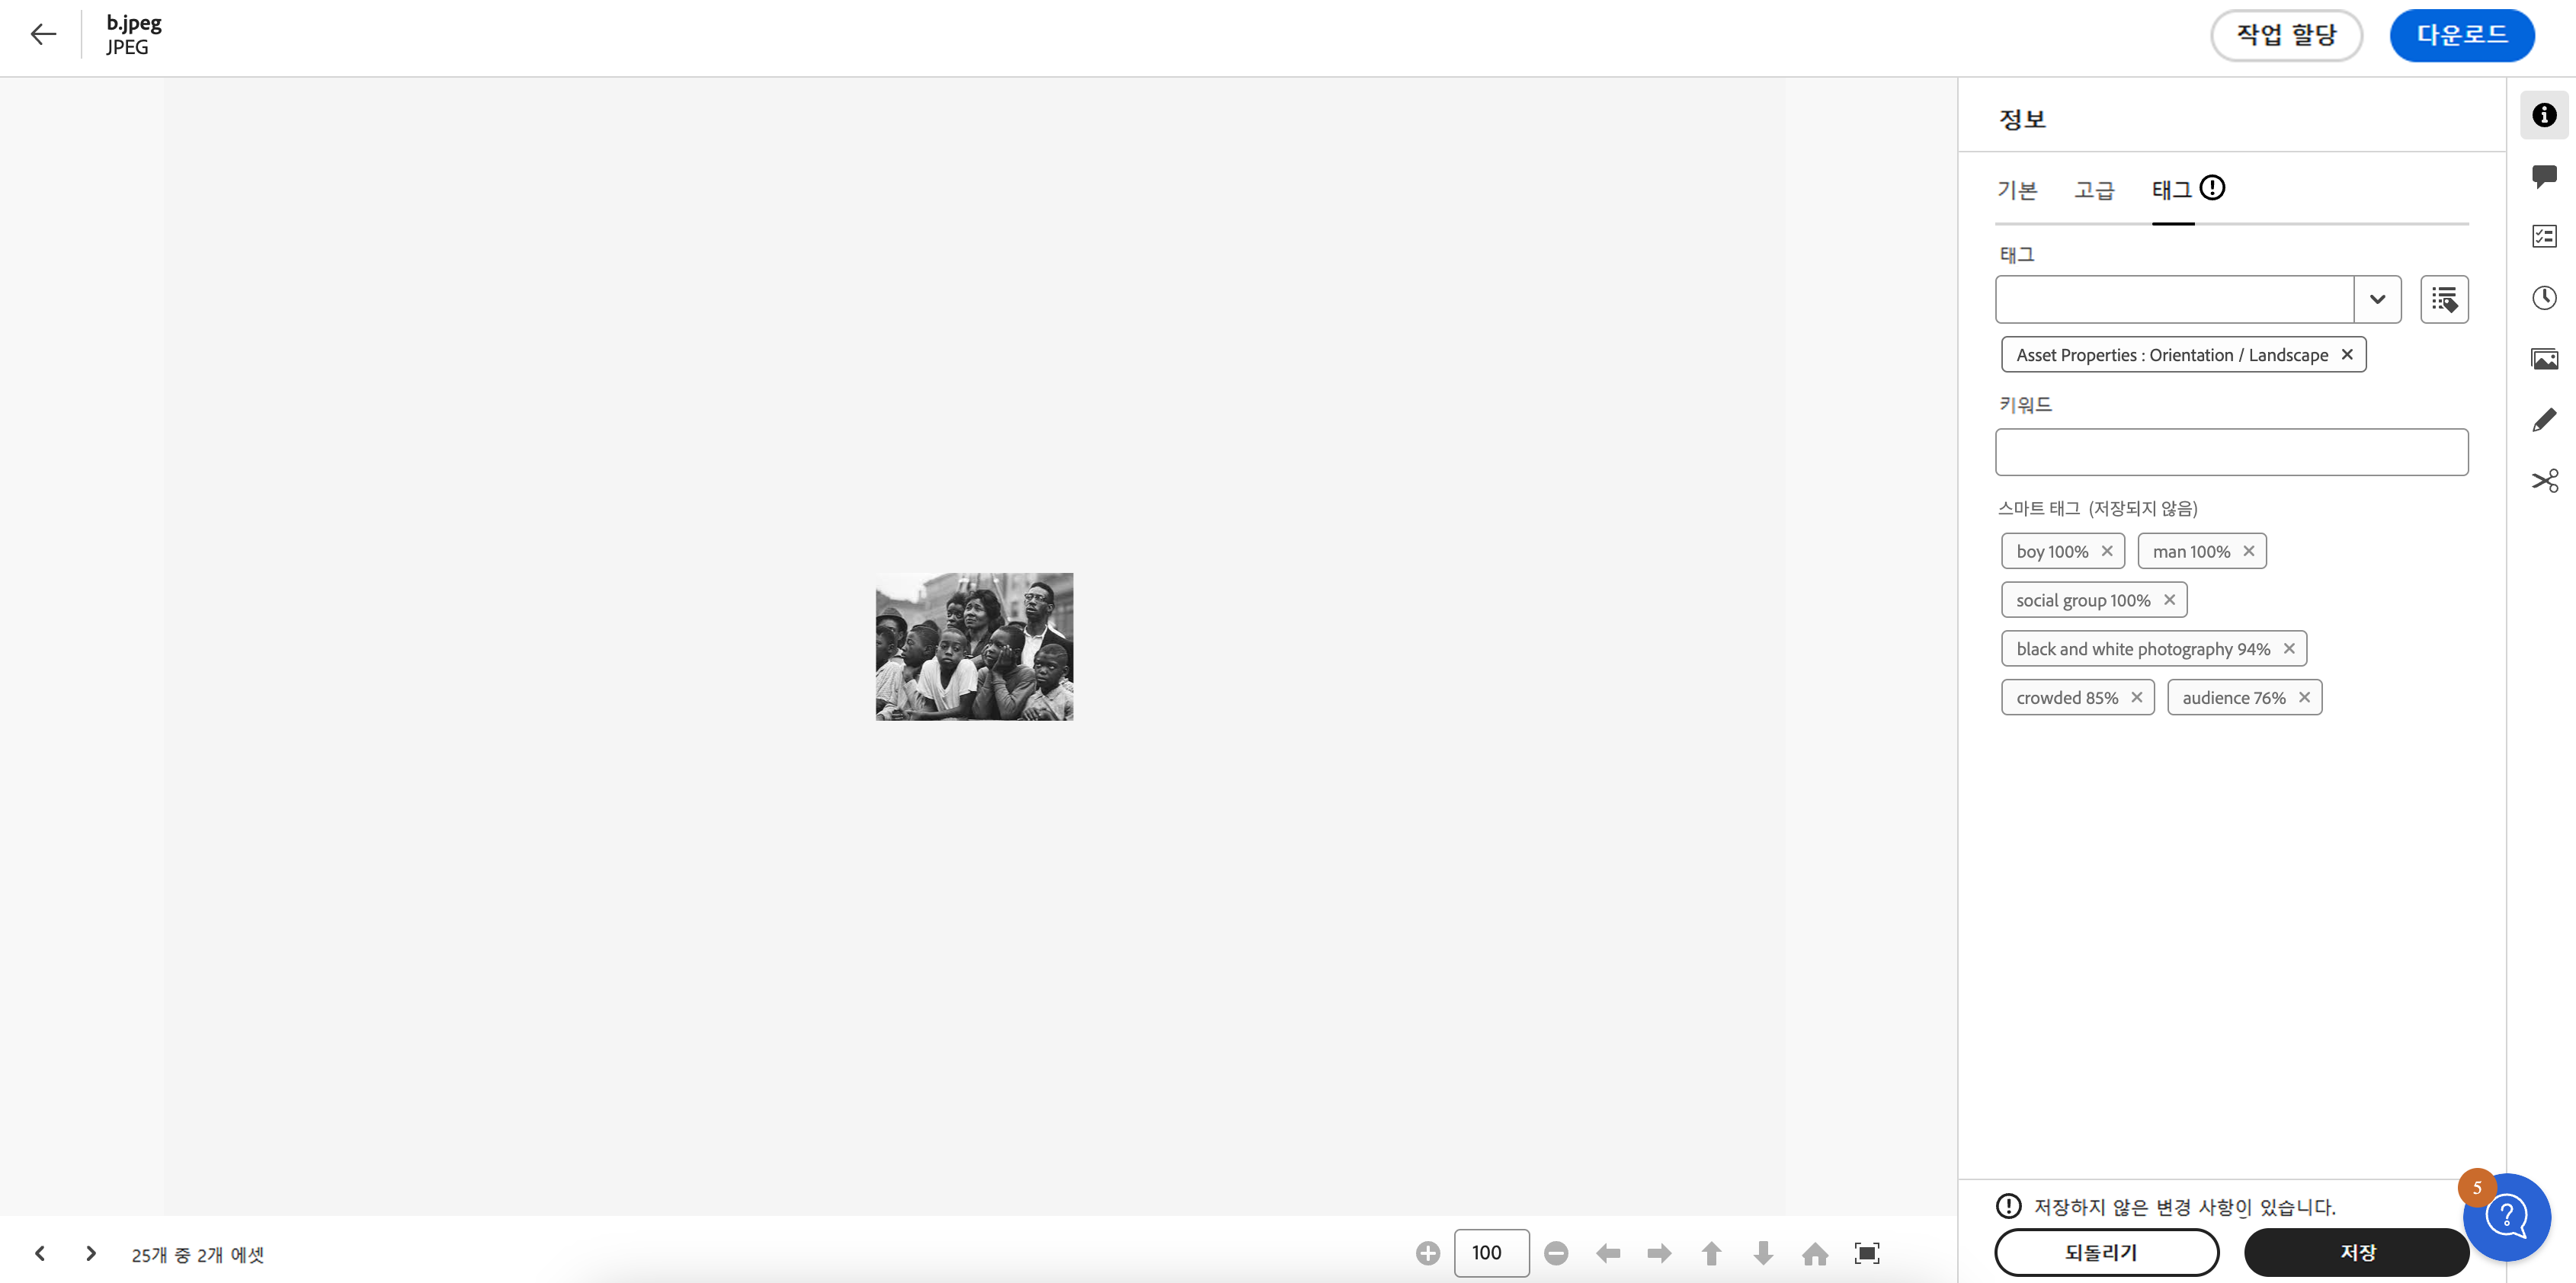 b.jpeg
JPEG
작업 할당
다운로드
정보
기본 고급 태그
태그
Asset Properties : Orientation / Landscape
키워드
스마트 태그 (저장되지 않음)
boy 100% man 100%
social group 100%
black and white photography 94%
crowded 85% audience 76%
저장하지 않은 변경 사항이 있습니다.
5
되돌리기 저장
25개 중 2개 에셋
100